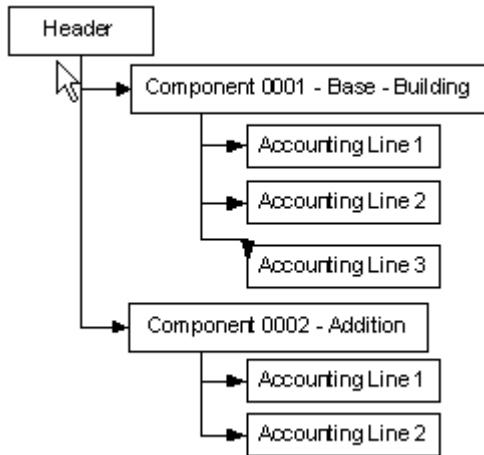 Header
Component 0001 - Base - Building
Accounting Line 1
Accounting Line 2
Accounting Line 3
Component 0002 - Addition
Accounting Line 1
Accounting Line 2